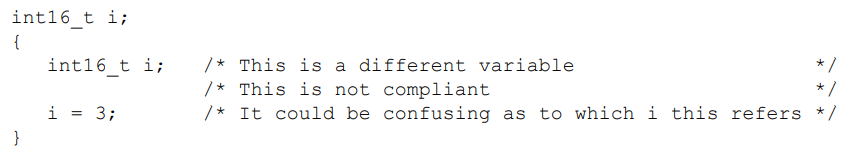 int16_t i;
{
   int16_t i;   /* This is a different variable                    */
                /* This is not compliant                           */
   i = 3;       /* It could be confusing as to which i this refers */
}